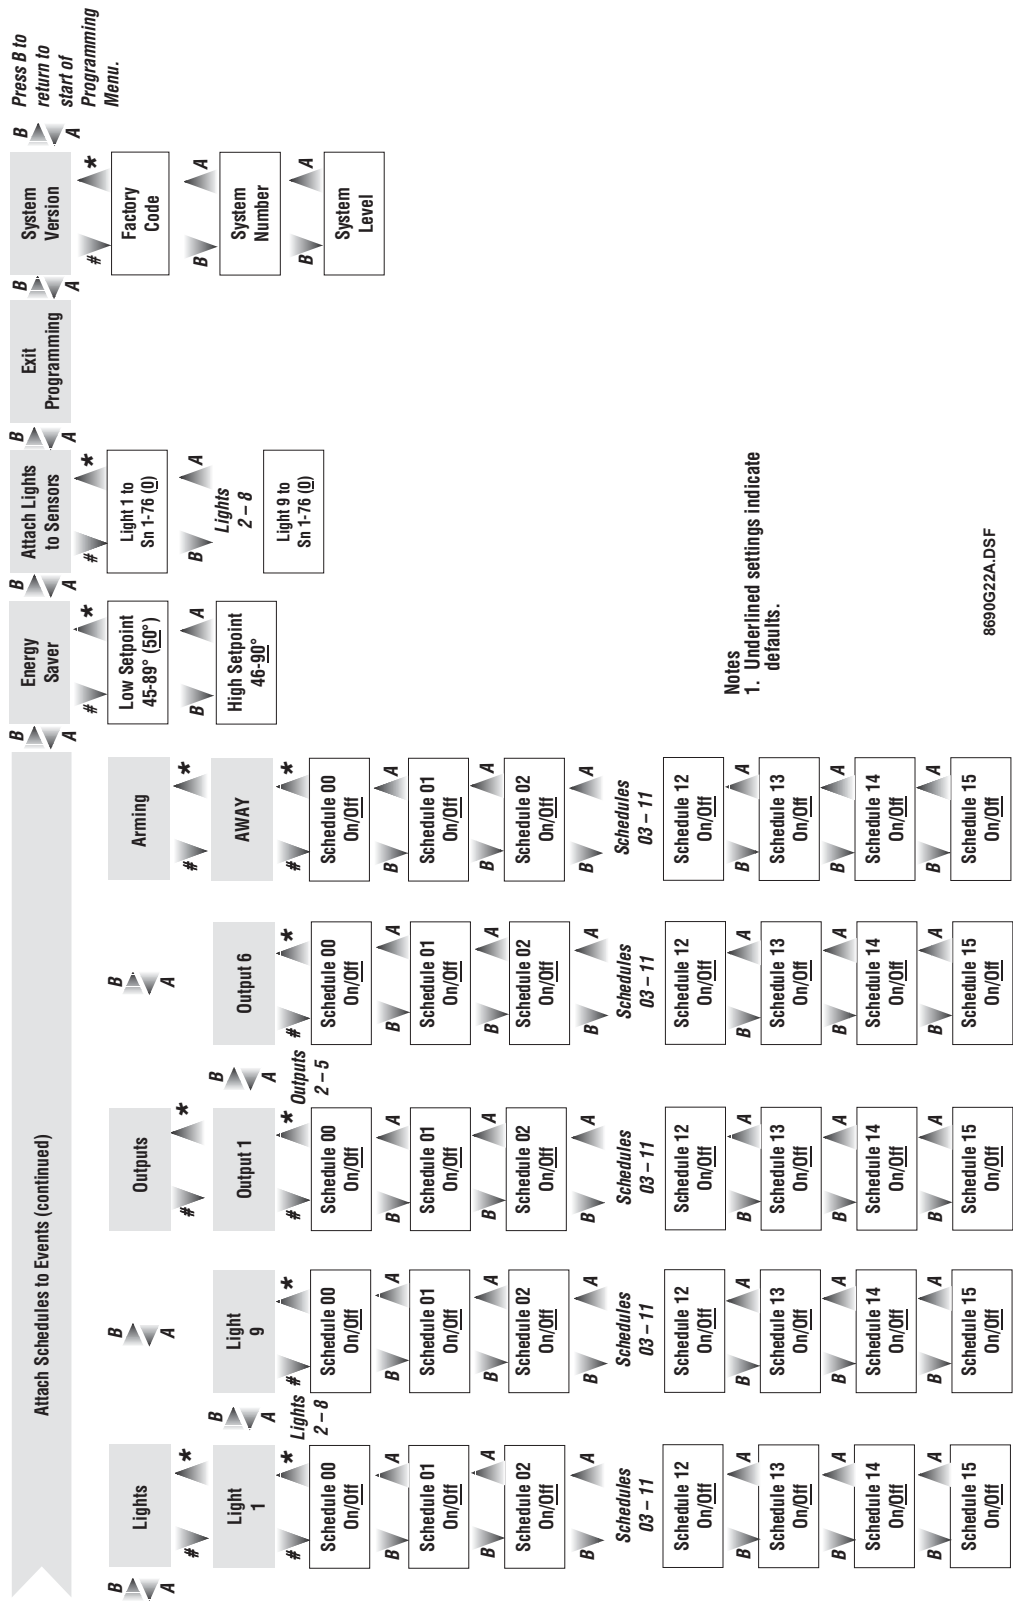 Attach Schedules to Events (continued)
B
A
Lights
#
*
Light
1
#
*
Schedule 00
On/Off
B
A
Schedule 01
On/Off
B
A
Schedule 02
On/Off
B
A
Schedules
03 – 11
Schedule 12
On/Off
B
A
Schedule 13
On/Off
B
A
Schedule 14
On/Off
B
A
Schedule 15
On/Off
B
A
Lights
2 – 8
Light
9
#
*
Schedule 00
On/Off
B
A
Schedule 01
On/Off
B
A
Schedule 02
On/Off
B
A
Schedules
03 – 11
Schedule 12
On/Off
B
A
Schedule 13
On/Off
B
A
Schedule 14
On/Off
B
A
Schedule 15
On/Off
B
A
Outputs
#
*
Output 1
#
*
Schedule 00
On/Off
B
A
Schedule 01
On/Off
B
A
Schedule 02
On/Off
B
A
Schedules
03 – 11
Schedule 12
On/Off
B
A
Schedule 13
On/Off
B
A
Schedule 14
On/Off
B
A
Schedule 15
On/Off
B
A
Outputs
2 – 5
Output 6
#
*
Schedule 00
On/Off
B
A
Schedule 01
On/Off
B
A
Schedule 02
On/Off
B
A
Schedules
03 – 11
Schedule 12
On/Off
B
A
Schedule 13
On/Off
B
A
Schedule 14
On/Off
B
A
Schedule 15
On/Off
B
A
Arming
#
*
AWAY
#
*
Schedule 00
On/Off
B
A
Schedule 01
On/Off
B
A
Schedule 02
On/Off
B
A
Schedules
03 – 11
Schedule 12
On/Off
B
A
Schedule 13
On/Off
B
A
Schedule 14
On/Off
B
A
Schedule 15
On/Off
B
A
Energy
Saver
#
*
Low Setpoint
45-89° (50°)
B
A
High Setpoint
46-90°
B
A
Attach Lights
to Sensors
#
*
Light 1 to
Sn 1-76 (0)
B
A
Lights
2 – 8
Light 9 to
Sn 1-76 (0)
B
A
Exit
Programming
B
A
System
Version
#
*
Factory
Code
B
A
System
Number
B
A
System
Level
B
A
Press B to
return to
start of
Programming
Menu.
Notes
1. Underlined settings indicate
defaults.
8690G22A.DSF